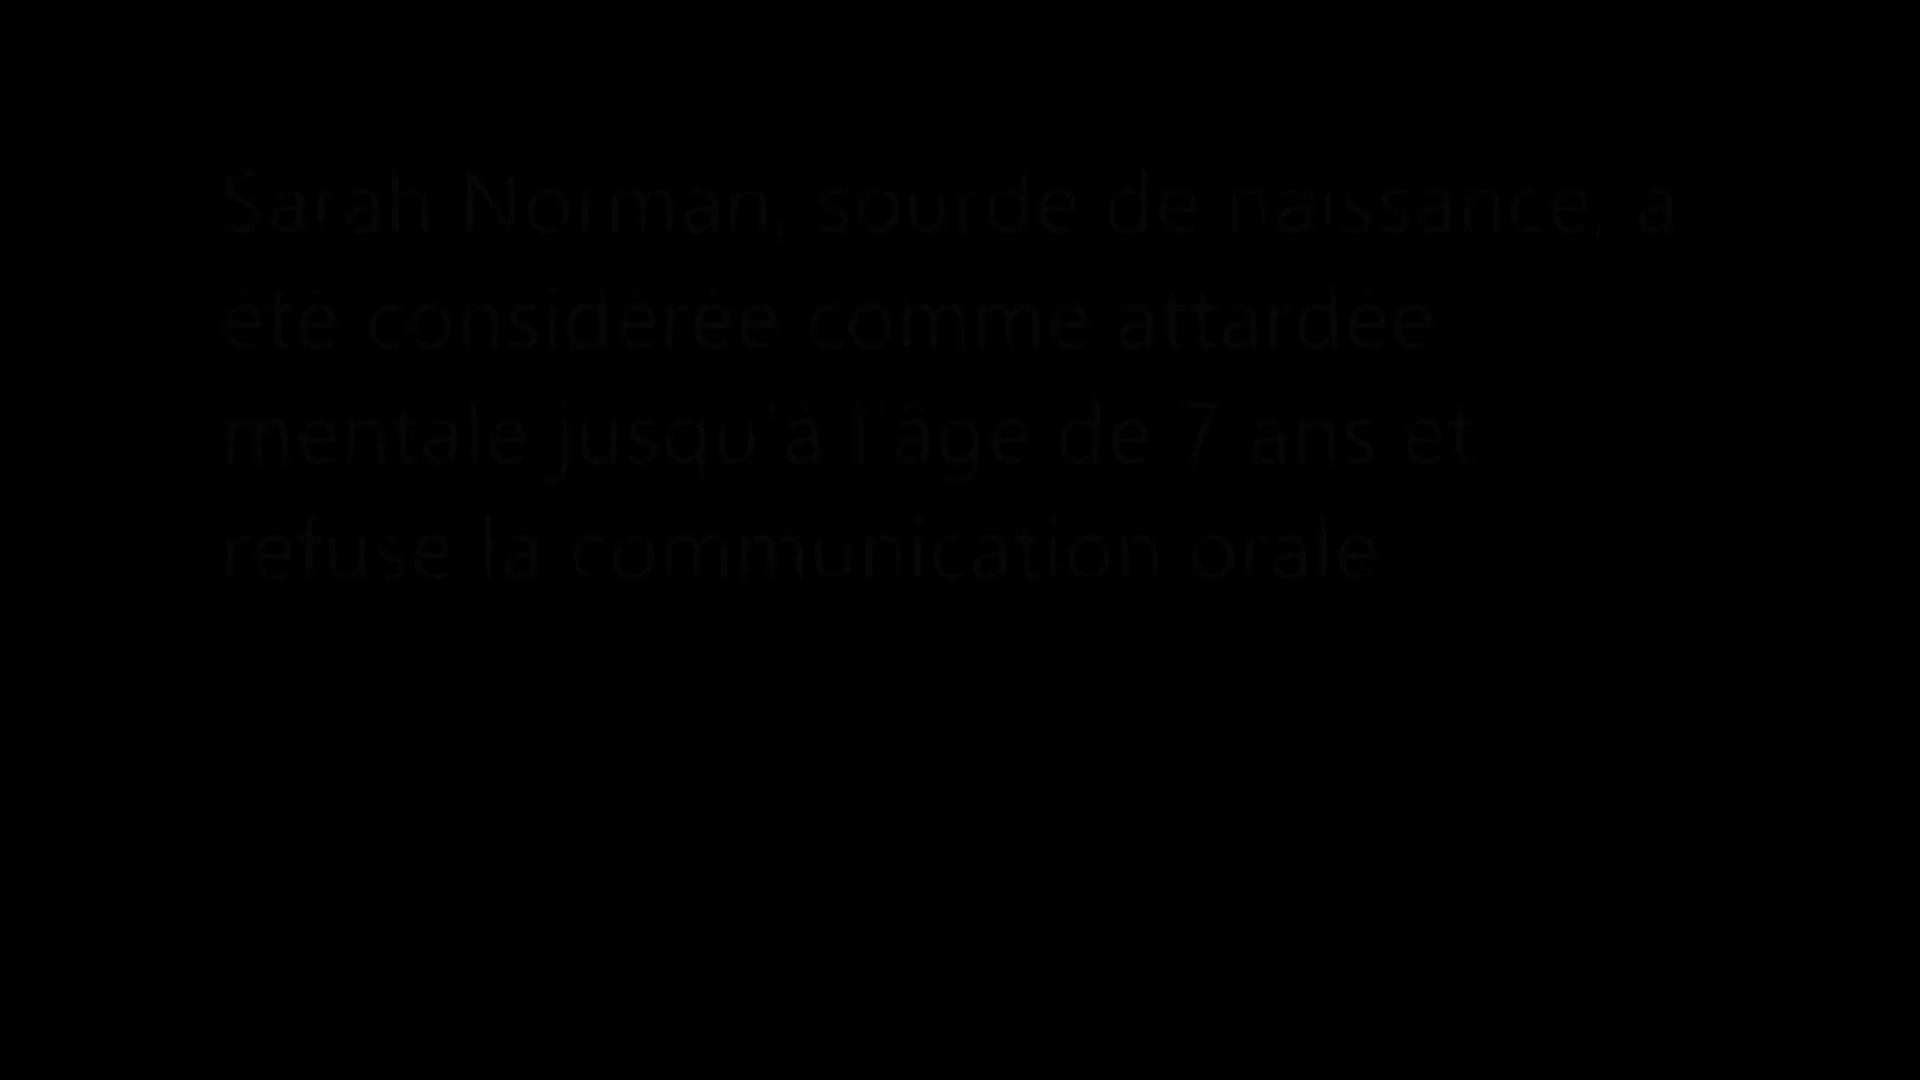 Sarah Norman, sourde de naissance, a
été considérée comme attardée
mentale jusqu'à l'âge de 7 ans et
refuse la communication orale